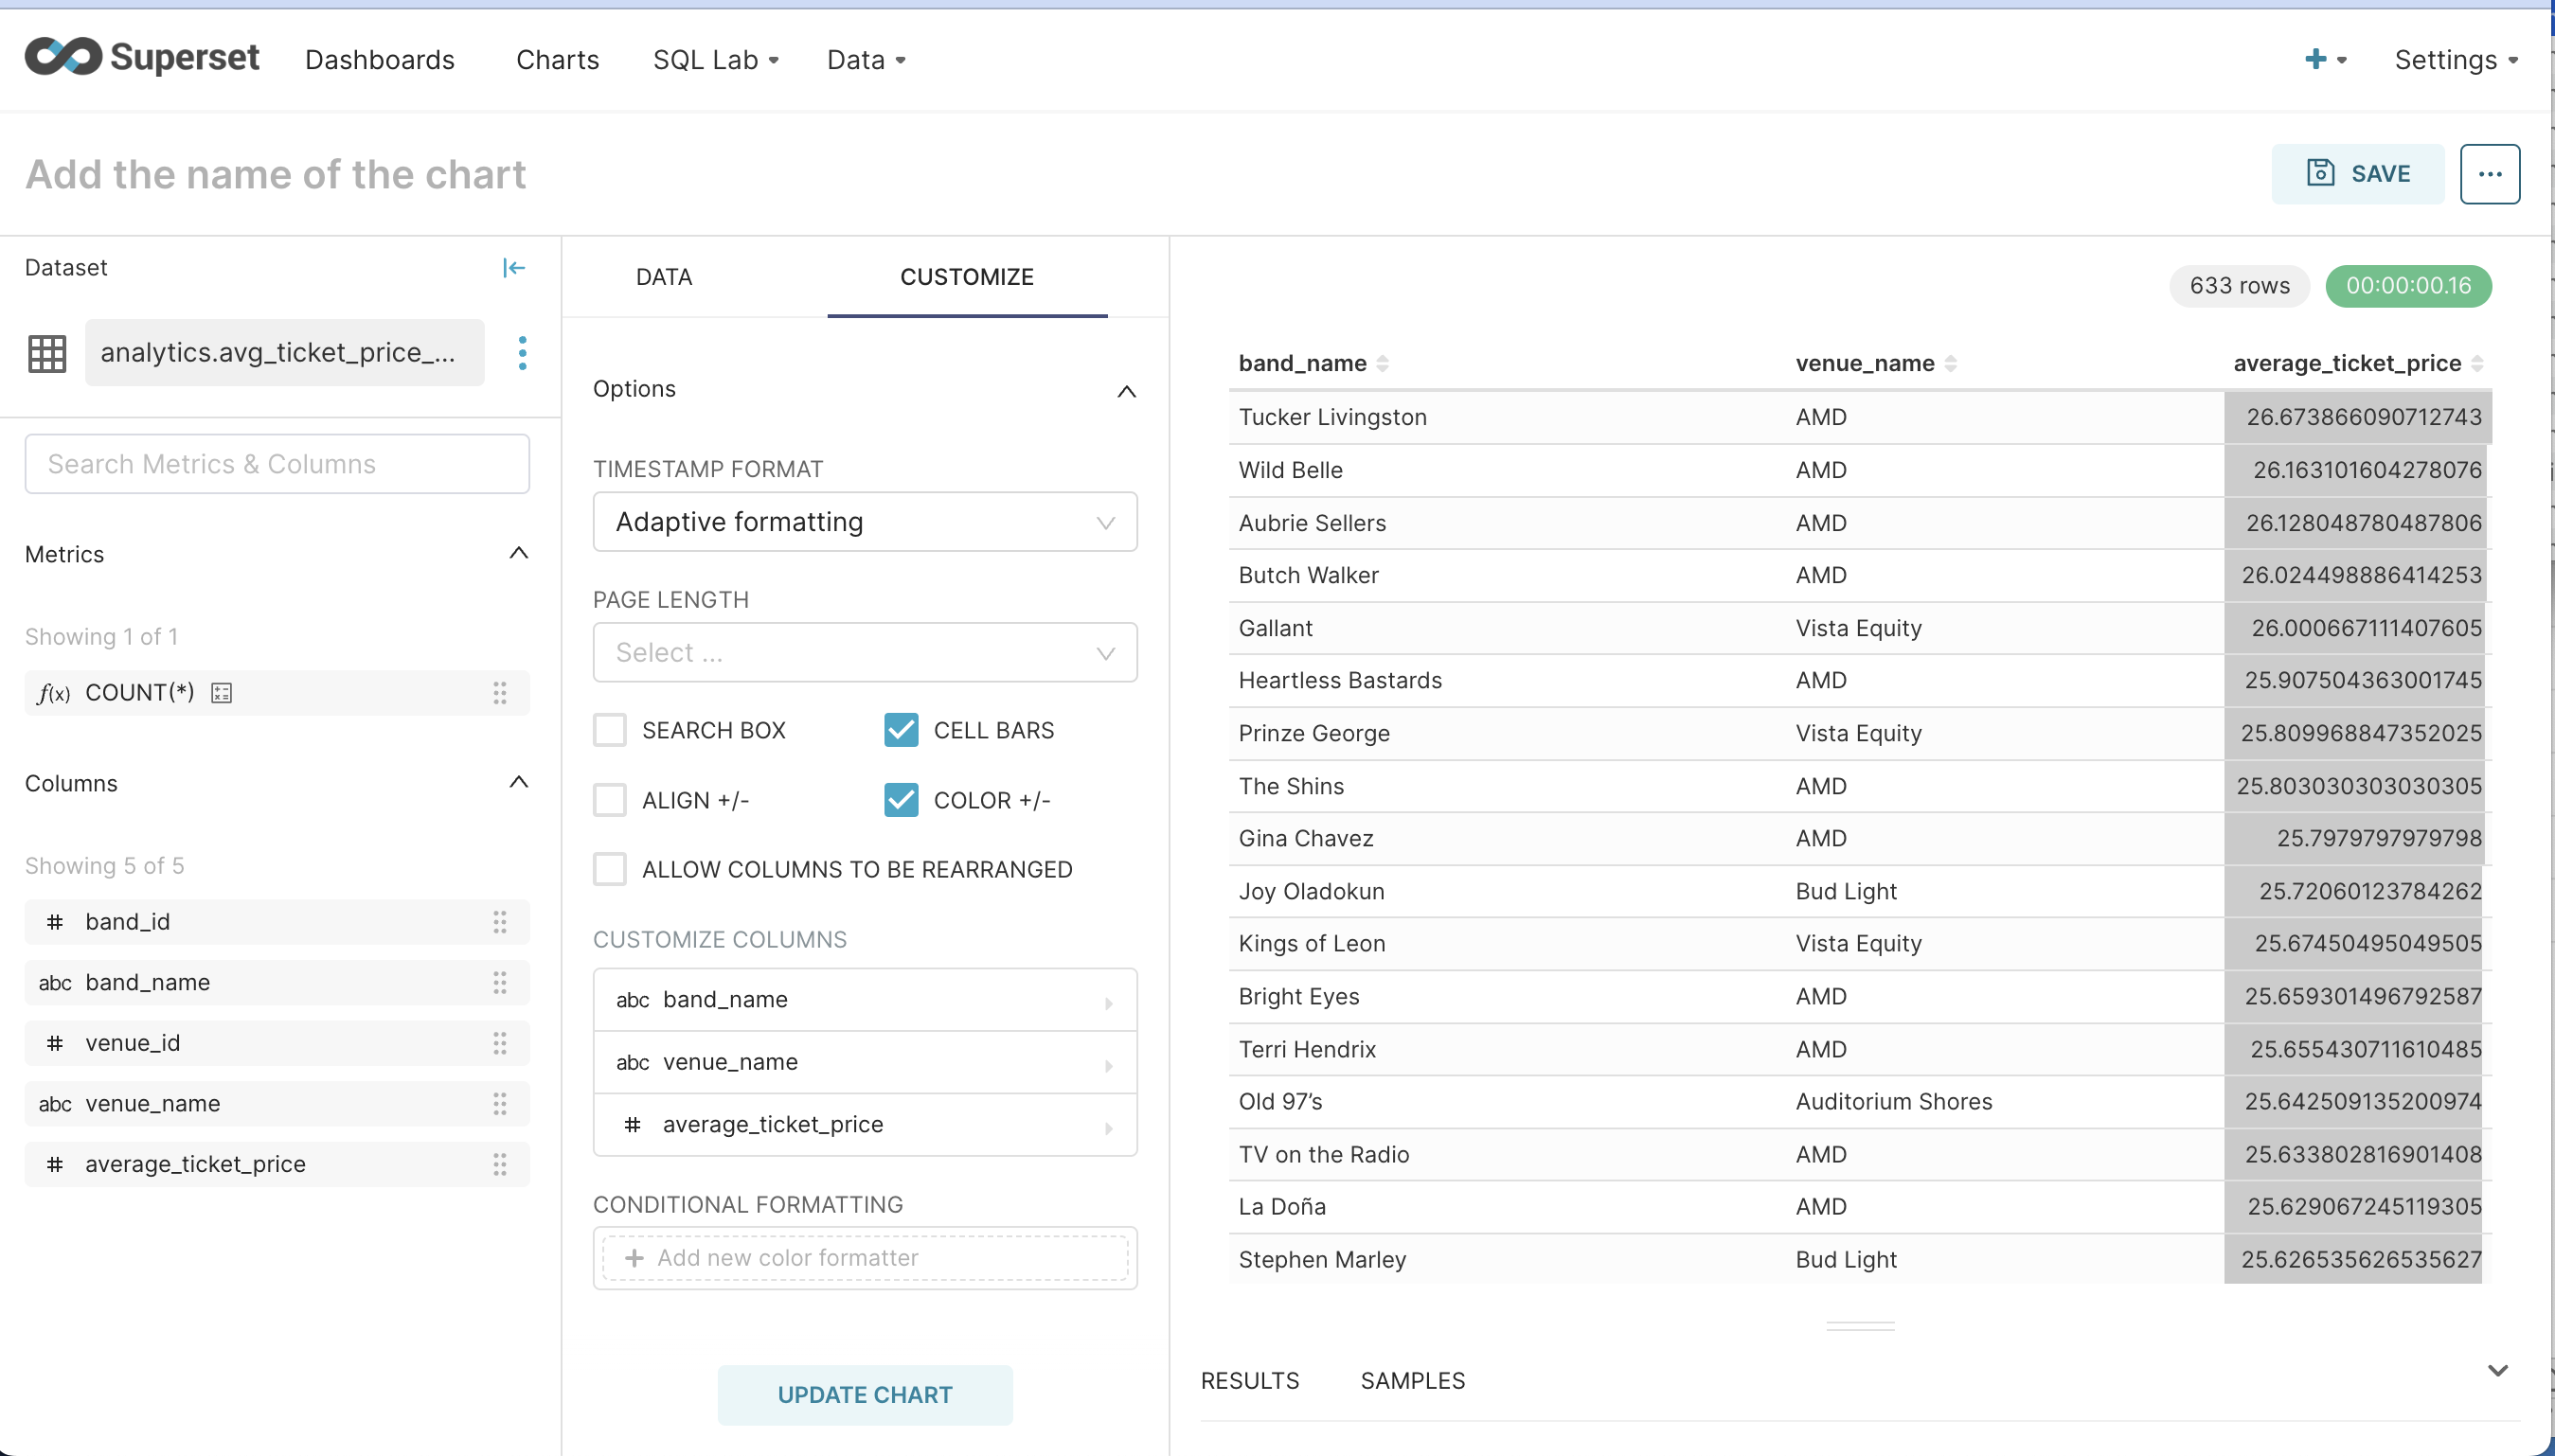 Superset Dashboards Charts SQL Lab Data Settings
Add the name of the chart
SAVE
Dataset
analytics.avg_ticket_price_...
Search Metrics & Columns
Metrics
Showing 1 of 1
f(x) COUNT(*)
Columns
Showing 5 of 5
# band_id
abc band_name
# venue_id
abc venue_name
# average_ticket_price
DATA CUSTOMIZE
Options
TIMESTAMP FORMAT
Adaptive formatting
PAGE LENGTH
Select ...
SEARCH BOX CELL BARS
ALIGN +/- COLOR +/-
ALLOW COLUMNS TO BE REARRANGED
CUSTOMIZE COLUMNS
abc band_name
abc venue_name
# average_ticket_price
CONDITIONAL FORMATTING
+ Add new color formatter
UPDATE CHART
633 rows 00:00:00.16
band_name venue_name average_ticket_price
Tucker Livingston AMD 26.673866090712743
Wild Belle AMD 26.163101604278076
Aubrie Sellers AMD 26.128048780487806
Butch Walker AMD 26.024498886414253
Gallant Vista Equity 26.000667111407605
Heartless Bastards AMD 25.907504363001745
Prinze George Vista Equity 25.809968847352025
The Shins AMD 25.803030303030305
Gina Chavez AMD 25.7979797979798
Joy Oladokun Bud Light 25.72060123784262
Kings of Leon Vista Equity 25.67450495049505
Bright Eyes AMD 25.659301496792587
Terri Hendrix AMD 25.655430711610485
Old 97’s Auditorium Shores 25.642509135200974
TV on the Radio AMD 25.633802816901408
La Doña AMD 25.629067245119305
Stephen Marley Bud Light 25.626535626535627
RESULTS SAMPLES